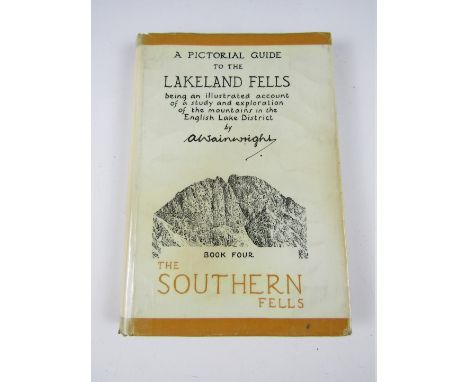 A PICTORIAL GUIDE
TO THE
LAKELAND FELLS
being an illustrated account
of a study and exploration
of the mountains in the
English Lake District
by
AWainwright
BOOK FOUR
THE
SOUTHERN
FELLS